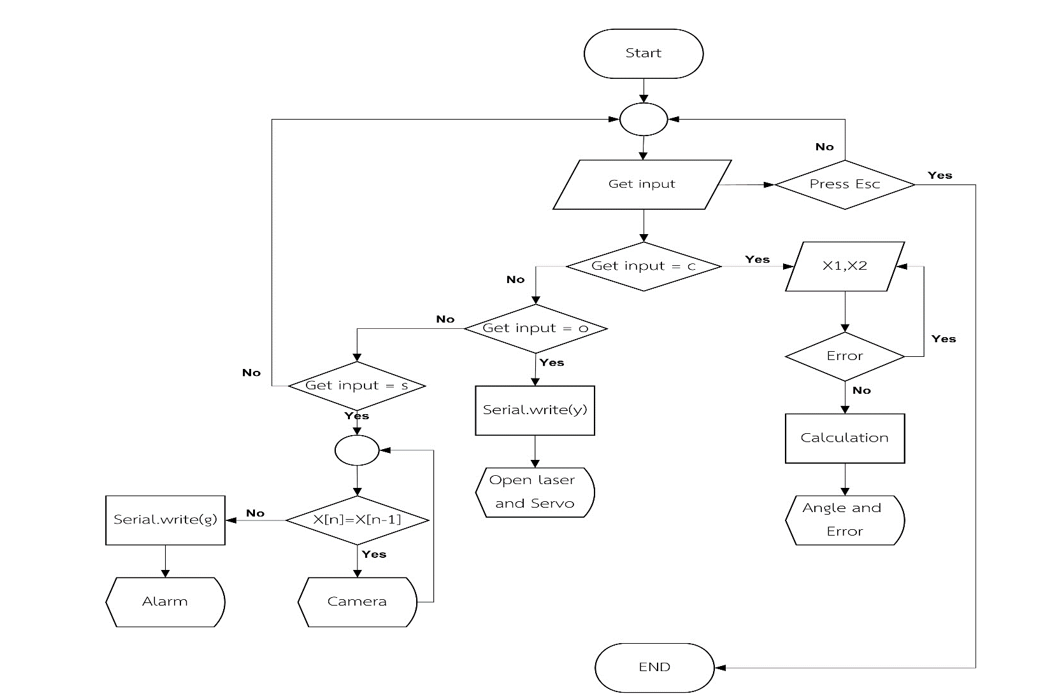 Start
No
Yes
Get input
Press Esc
Get input = c
Yes
X1,X2
No
No
Get input = o
Yes
Error
Yes
No
Get input = s
No
Yes
Serial.write(y)
Calculation
Open laser
and Servo
Serial.write(g)
No
X[n]=X[n-1]
Angle and
Error
Yes
Alarm
Camera
END